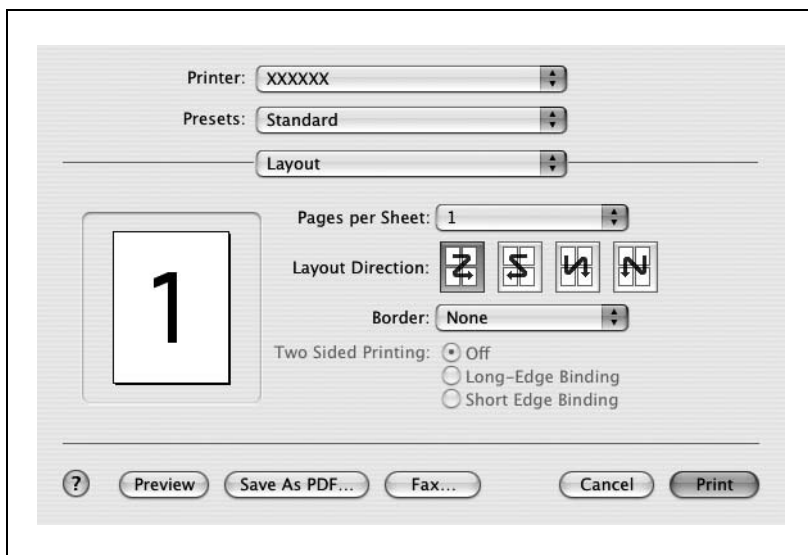 Printer: XXXXXX
Presets: Standard
Layout
Pages per Sheet: 1
Layout Direction:
1
Border: None
Two Sided Printing: Off
Long-Edge Binding
Short Edge Binding
? Preview Save As PDF... Fax... Cancel Print